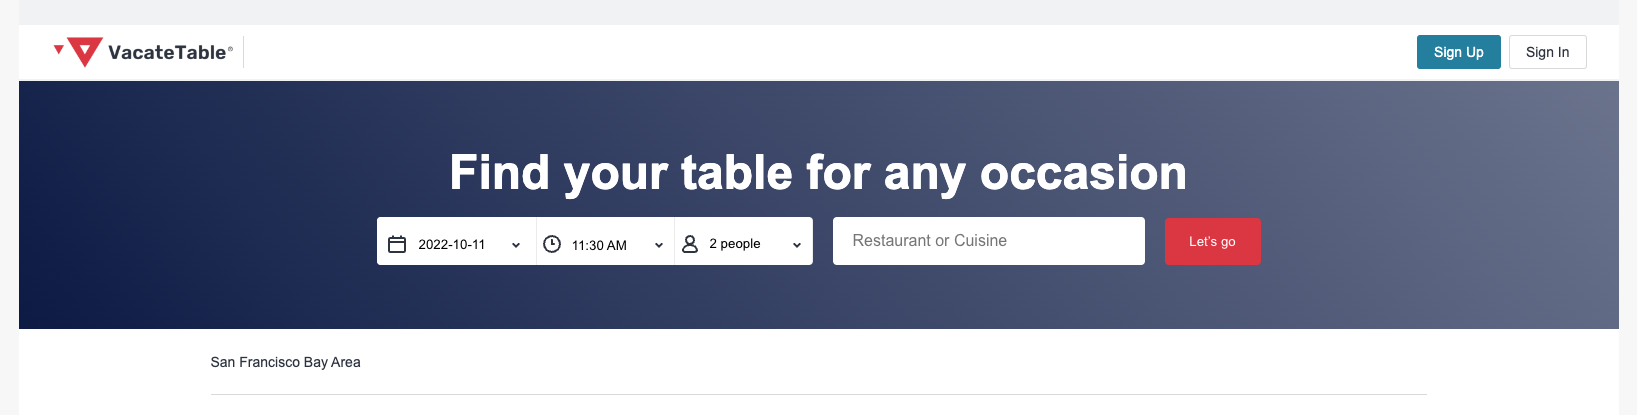 VacateTable®
Sign Up
Sign In
Find your table for any occasion
2022-10-11
11:30 AM
2 people
Restaurant or Cuisine
Let's go
San Francisco Bay Area